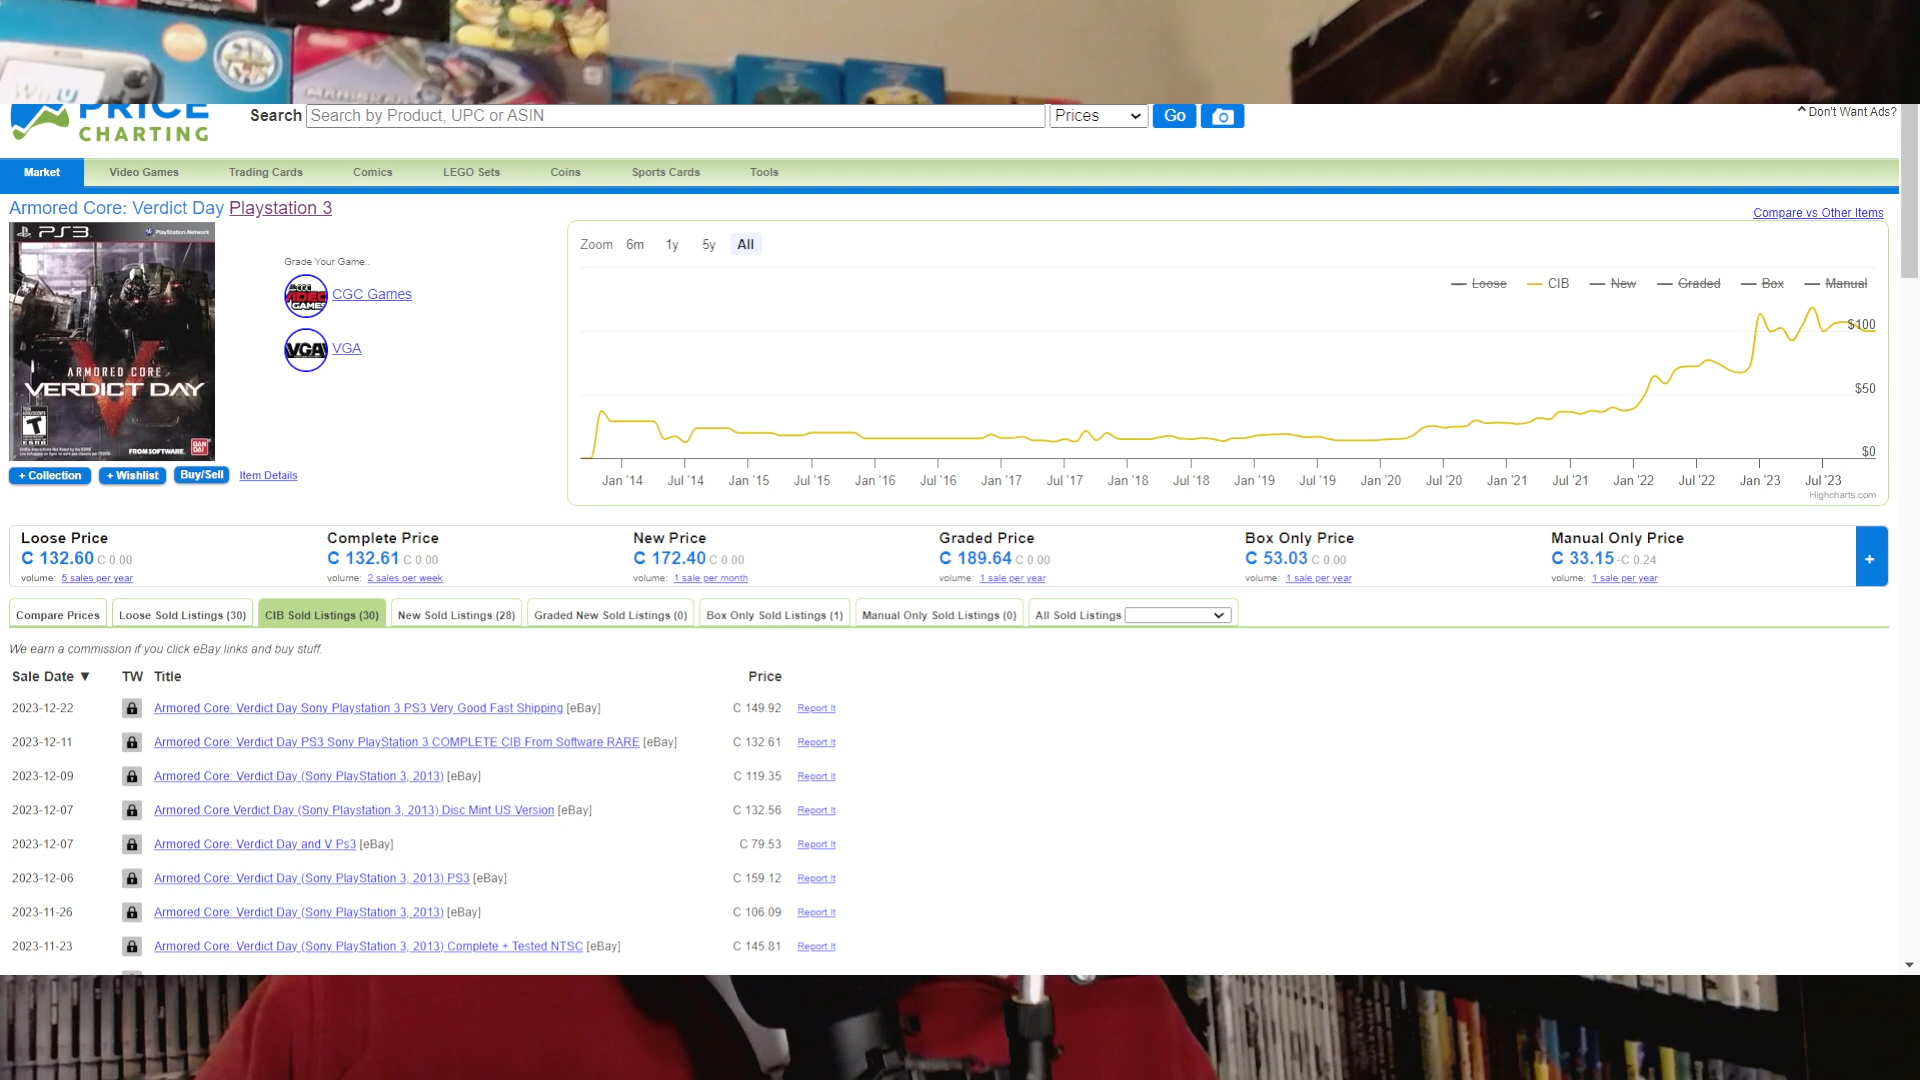 Wii U
PRICE
CHARTING
Search Search by Product, UPC or ASIN Prices Go
^ Don't Want Ads?
Market Video Games Trading Cards Comics LEGO Sets Coins Sports Cards Tools
Armored Core: Verdict Day Playstation 3
Compare vs Other Items
PS3 PlayStation Network
ARMORED CORE
VERDICT DAY
T
ESRB
FROM SOFTWARE
BAN
DAI
Grade Your Game..
VIDEO
GAMES
CGC Games
VGA VGA
+ Collection + Wishlist Buy/Sell Item Details
Zoom 6m 1y 5y All
Loose CIB New Graded Box Manual
$100
$50
$0
Jan '14 Jul '14 Jan '15 Jul '15 Jan '16 Jul '16 Jan '17 Jul '17 Jan '18 Jul '18 Jan '19 Jul '19 Jan '20 Jul '20 Jan '21 Jul '21 Jan '22 Jul '22 Jan '23 Jul '23
Highcharts.com
Loose Price Complete Price New Price Graded Price Box Only Price Manual Only Price
C 132.60 C 0.00 C 132.61 C 0.00 C 172.40 C 0.00 C 189.64 C 0.00 C 53.03 C 0.00 C 33.15 -C 0.24 +
volume: 5 sales per year volume: 2 sales per week volume: 1 sale per month volume: 1 sale per year volume: 1 sale per year volume: 1 sale per year
Compare Prices Loose Sold Listings (30) CIB Sold Listings (30) New Sold Listings (28) Graded New Sold Listings (0) Box Only Sold Listings (1) Manual Only Sold Listings (0) All Sold Listings
We earn a commission if you click eBay links and buy stuff.
Sale Date ▼ TW Title Price
2023-12-22 Armored Core: Verdict Day Sony Playstation 3 PS3 Very Good Fast Shipping [eBay] C 149.92 Report It
2023-12-11 Armored Core: Verdict Day PS3 Sony PlayStation 3 COMPLETE CIB From Software RARE [eBay] C 132.61 Report It
2023-12-09 Armored Core: Verdict Day (Sony PlayStation 3, 2013) [eBay] C 119.35 Report It
2023-12-07 Armored Core Verdict Day (Sony Playstation 3, 2013) Disc Mint US Version [eBay] C 132.56 Report It
2023-12-07 Armored Core: Verdict Day and V Ps3 [eBay] C 79.53 Report It
2023-12-06 Armored Core: Verdict Day (Sony PlayStation 3, 2013) PS3 [eBay] C 159.12 Report It
2023-11-26 Armored Core: Verdict Day (Sony PlayStation 3, 2013) [eBay] C 106.09 Report It
2023-11-23 Armored Core: Verdict Day (Sony PlayStation 3, 2013) Complete + Tested NTSC [eBay] C 145.81 Report It